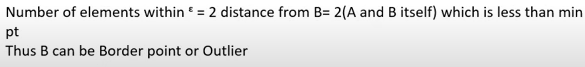 Number of elements within ε = 2 distance from B= 2(A and B itself) which is less than min
pt
Thus B can be Border point or Outlier